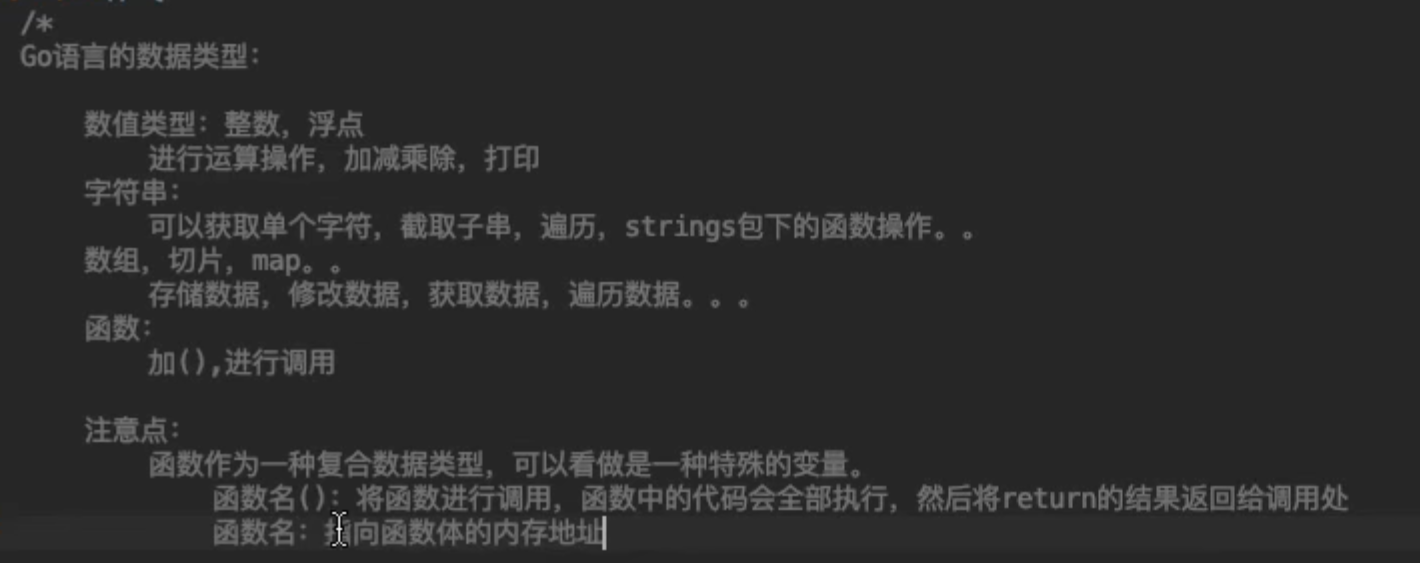 /*
Go语言的数据类型：
数值类型：整数，浮点
进行运算操作，加减乘除，打印
字符串：
可以获取单个字符，截取子串，遍历，strings包下的函数操作。。
数组，切片，map。。
存储数据，修改数据，获取数据，遍历数据。。。
函数：
加(),进行调用
注意点：
函数作为一种复合数据类型，可以看做是一种特殊的变量。
函数名()：将函数进行调用，函数中的代码会全部执行，然后将return的结果返回给调用处
函数名：指向函数体的内存地址